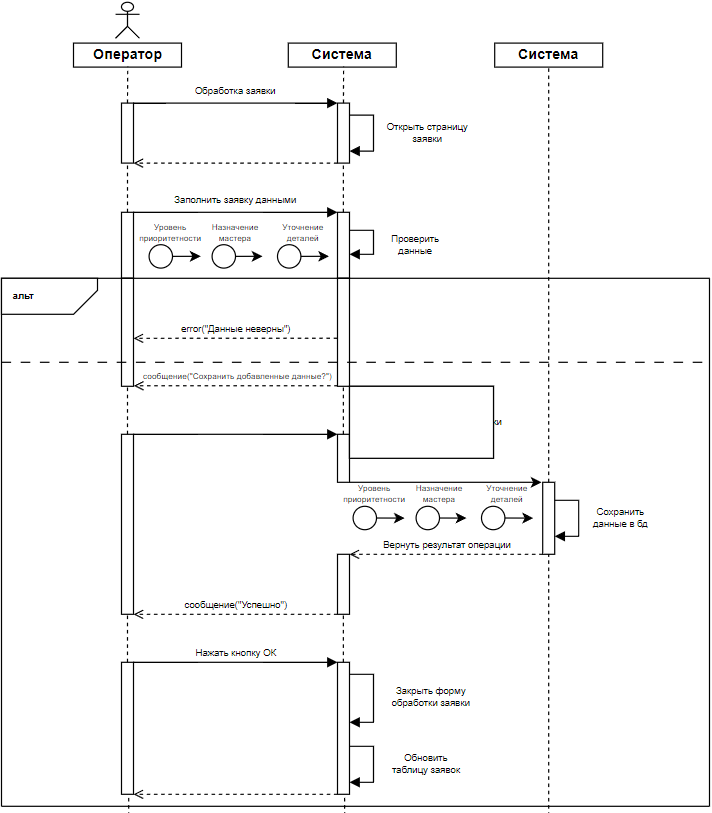 Оператор
Система
Система
Обработка заявки
Открыть страницу
заявки
Заполнить заявку данными
Уровень
приоритетности
Назначение
мастера
Уточнение
деталей
Проверить
данные
альт
error("Данные неверны")
сообщение("Сохранить добавленные данные?")
Уровень
приоритетности
Назначение
мастера
Уточнение
деталей
Сохранить
данные в бд
Вернуть результат операции
сообщение("Успешно")
Нажать кнопку ОК
Закрыть форму
обработки заявки
Обновить
таблицу заявок